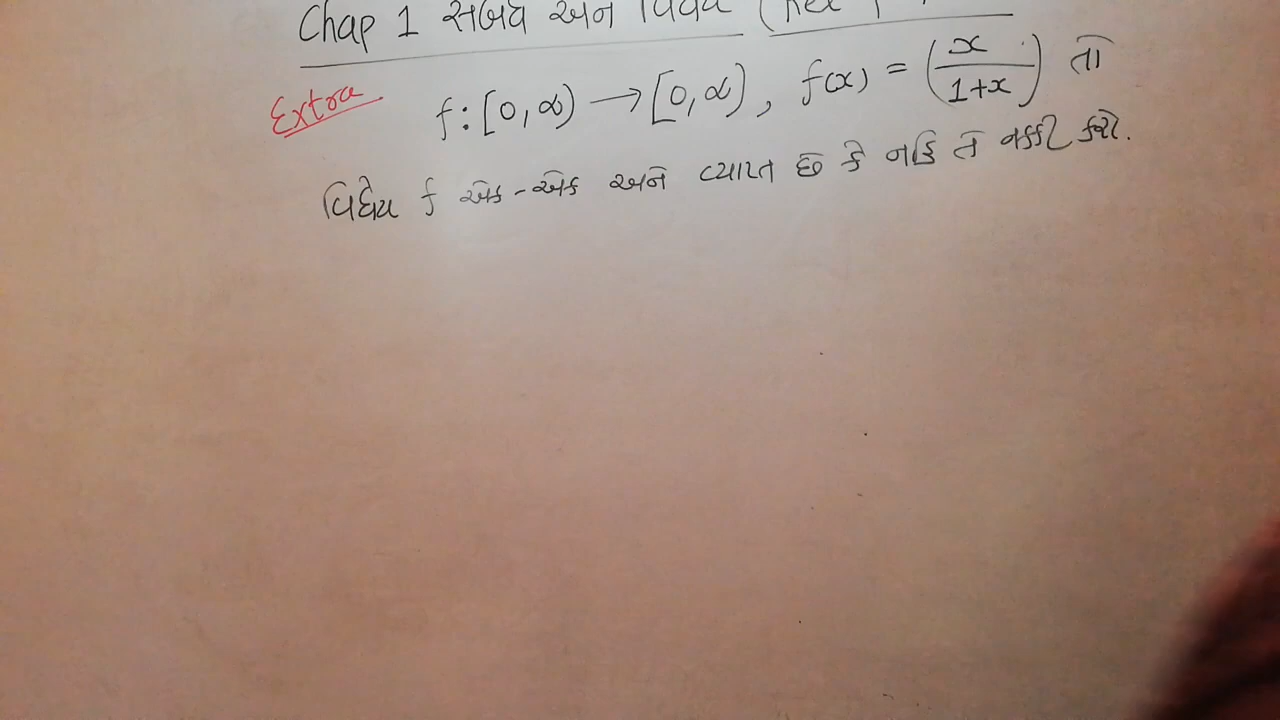 Chap 1 સંબંધ અને વિધેય
Extra
f : [0, ∝) → [0, ∝), f(x) = (x / 1+x) તો
વિધેય f એક - એક અને વ્યાપ્ત છે કે નહિ તે નક્કી કરો.